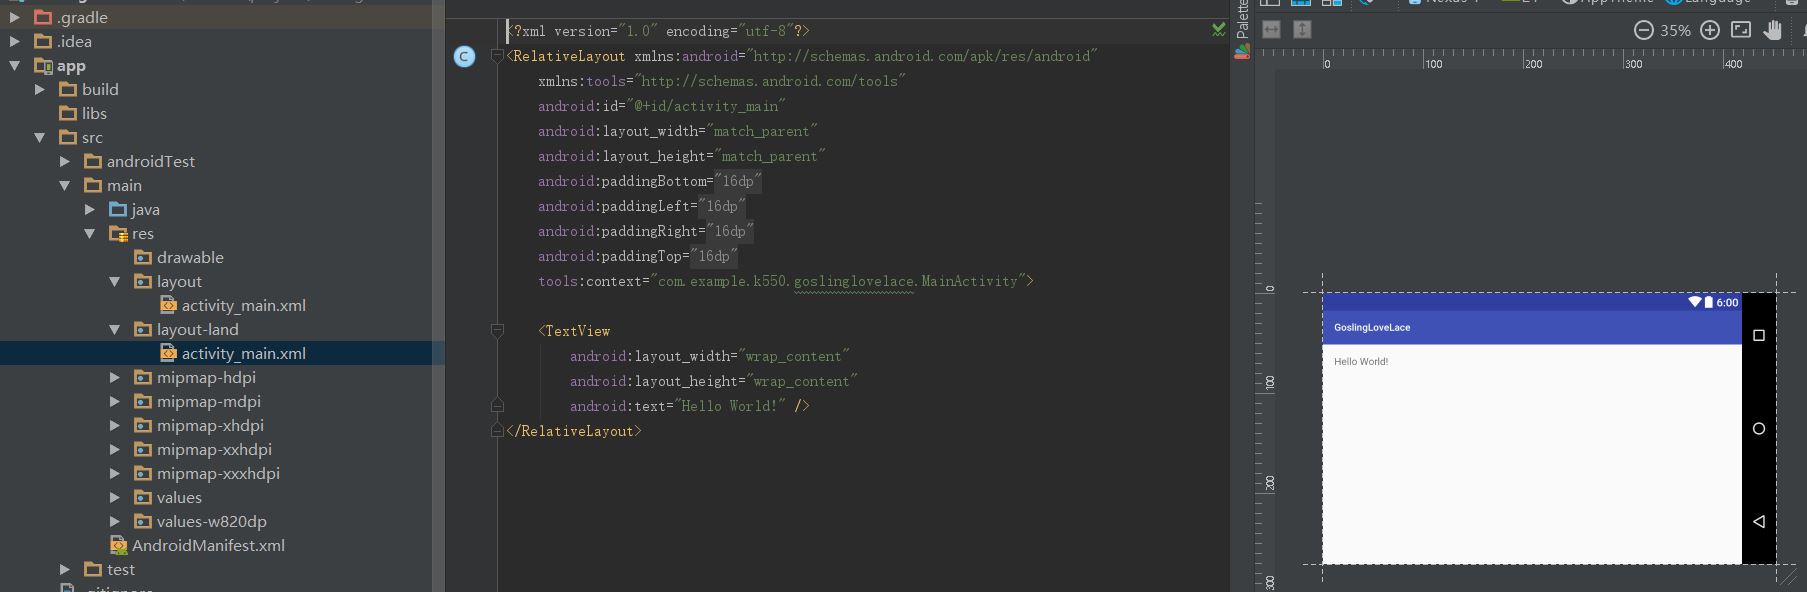 .gradle
.idea
app
build
libs
src
androidTest
main
java
res
drawable
layout
activity_main.xml
layout-land
activity_main.xml
mipmap-hdpi
mipmap-mdpi
mipmap-xhdpi
mipmap-xxhdpi
mipmap-xxxhdpi
values
values-w820dp
AndroidManifest.xml
test
<?xml version="1.0" encoding="utf-8"?>
C
<RelativeLayout xmlns:android="http://schemas.android.com/apk/res/android"
xmlns:tools="http://schemas.android.com/tools"
android:id="@+id/activity_main"
android:layout_width="match_parent"
android:layout_height="match_parent"
android:paddingBottom="16dp"
android:paddingLeft="16dp"
android:paddingRight="16dp"
android:paddingTop="16dp"
tools:context="com.example.k550.goslinglovelace.MainActivity">
<TextView
android:layout_width="wrap_content"
android:layout_height="wrap_content"
android:text="Hello World!" />
</RelativeLayout>
Palette
Language
35%
0 100 200 300 400
0
100
200
300
6:00
GoslingLoveLace
Hello World!